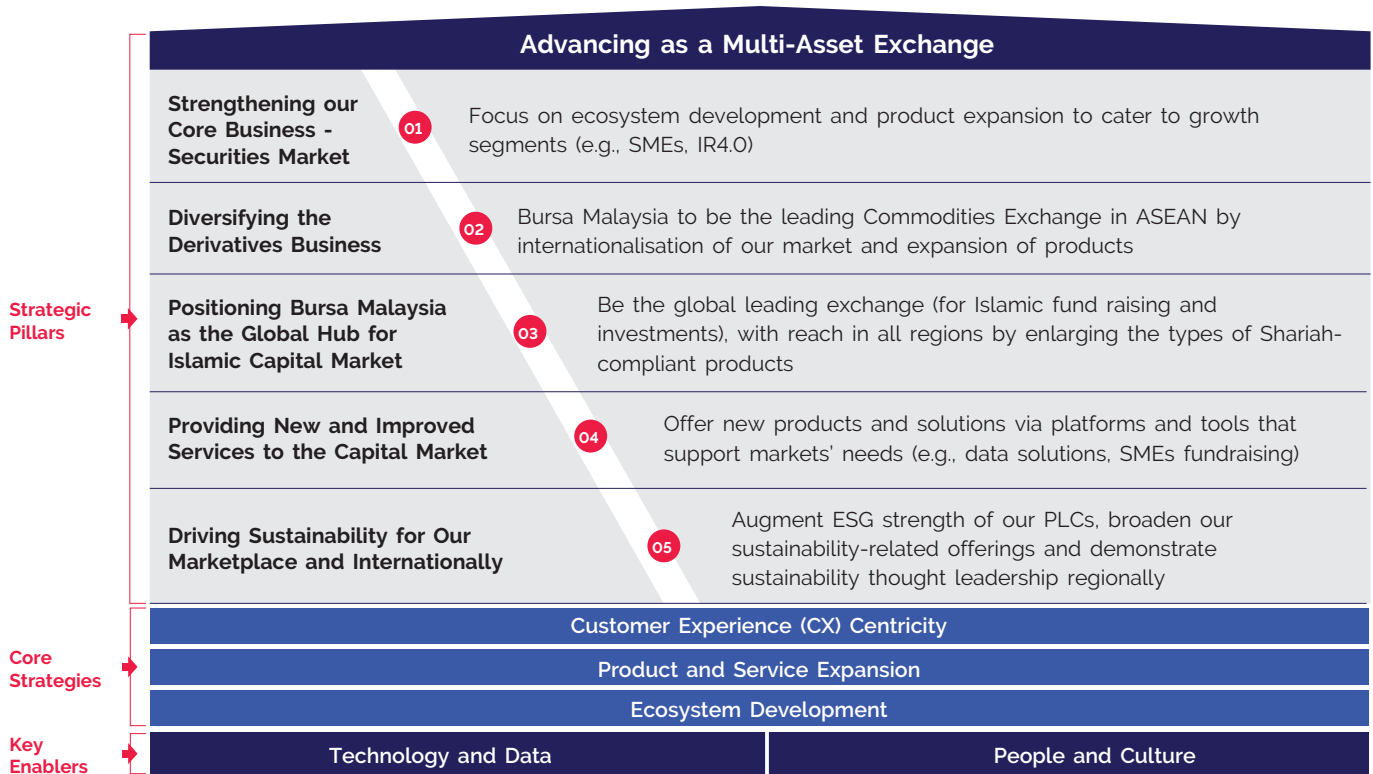 Advancing as a Multi-Asset Exchange
Strategic
Pillars
Strengthening our
Core Business -
Securities Market
01
Focus on ecosystem development and product expansion to cater to growth
segments (e.g., SMEs, IR4.0)
Diversifying the
Derivatives Business
02
Bursa Malaysia to be the leading Commodities Exchange in ASEAN by
internationalisation of our market and expansion of products
Positioning Bursa Malaysia
as the Global Hub for
Islamic Capital Market
03
Be the global leading exchange (for Islamic fund raising and
investments), with reach in all regions by enlarging the types of Shariah-
compliant products
Providing New and Improved
Services to the Capital Market
04
Offer new products and solutions via platforms and tools that
support markets’ needs (e.g., data solutions, SMEs fundraising)
Driving Sustainability for Our
Marketplace and Internationally
05
Augment ESG strength of our PLCs, broaden our
sustainability-related offerings and demonstrate
sustainability thought leadership regionally
Core
Strategies
Customer Experience (CX) Centricity
Product and Service Expansion
Ecosystem Development
Key
Enablers
Technology and Data
People and Culture